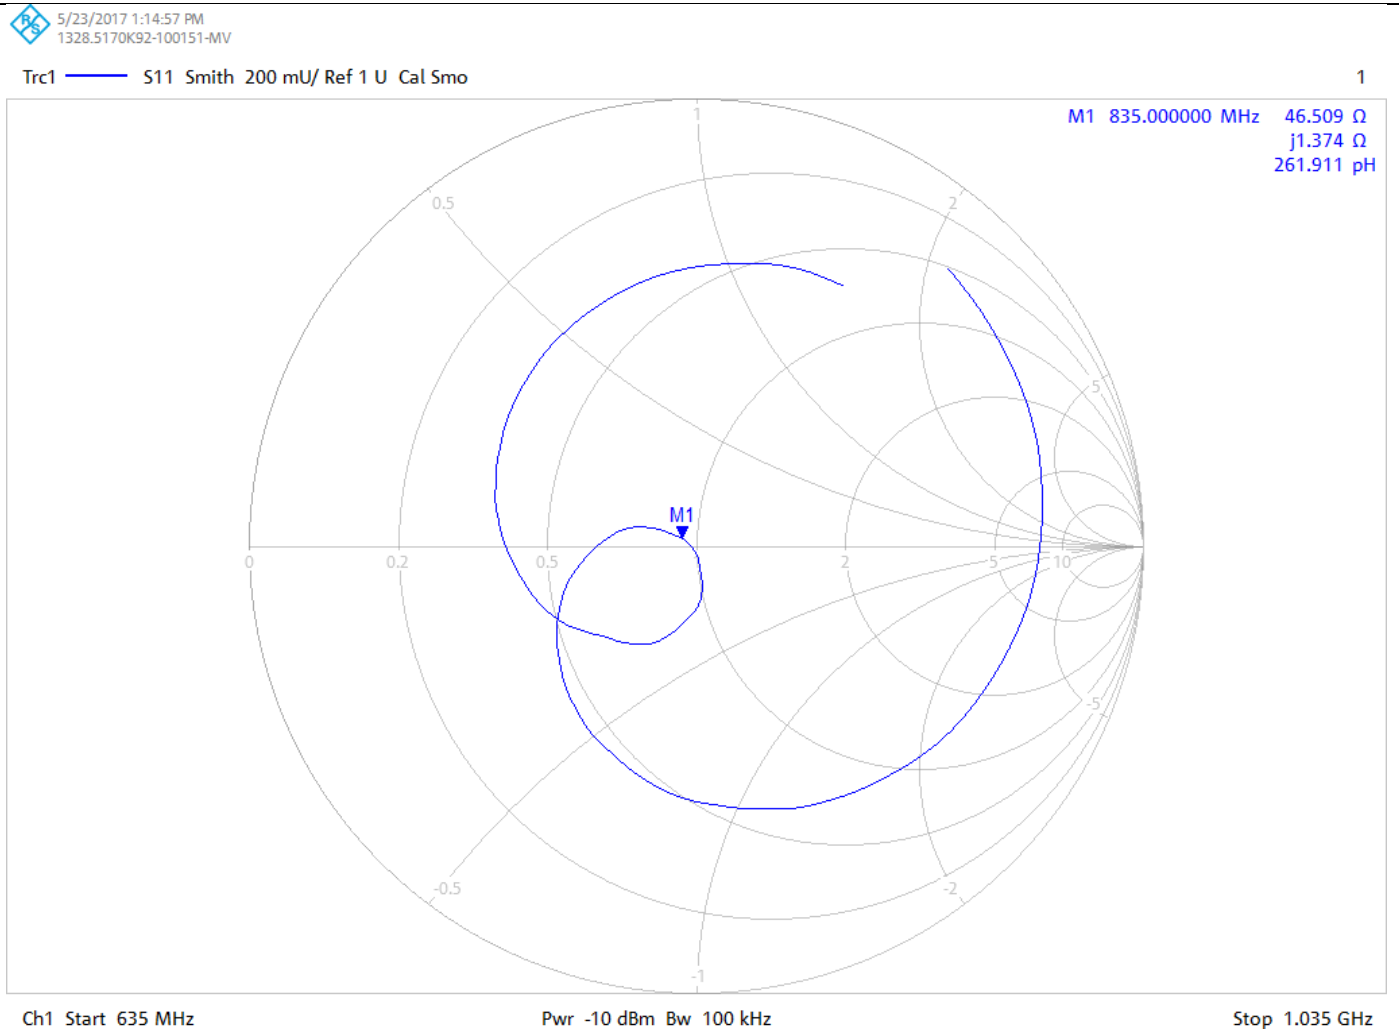 5/23/2017 1:14:57 PM
1328.5170K92-100151-MV
Trc1 S11 Smith 200 mU/ Ref 1 U Cal Smo 1
M1 835.000000 MHz 46.509 Ω
j1.374 Ω
261.911 pH
1
0.5 2
5
M1
0 0.2 0.5 2 5 10
-5
-0.5 -2
-1
Ch1 Start 635 MHz Pwr -10 dBm Bw 100 kHz Stop 1.035 GHz